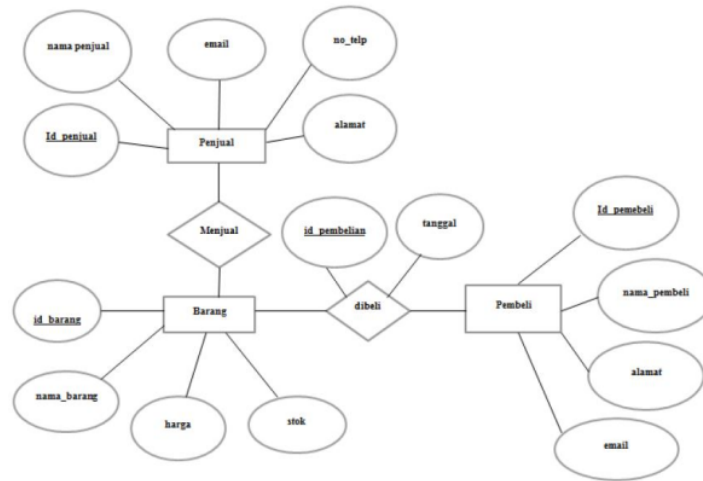 nama penjual
email
no_telp
Id_penjual
Penjual
alamat
Menjual
id_pembelian
tanggal
Id_pemebeli
id_barang
Barang
dibeli
Pembeli
nama_pembeli
nama_barang
harga
stok
alamat
email